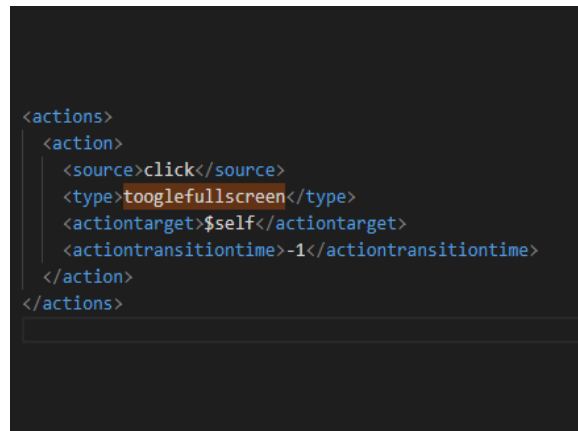 <actions>
<action>
<source>click</source>
<type>tooglefullscreen</type>
<actiontarget>$self</actiontarget>
<actiontransitiontime>-1</actiontransitiontime>
</action>
</actions>